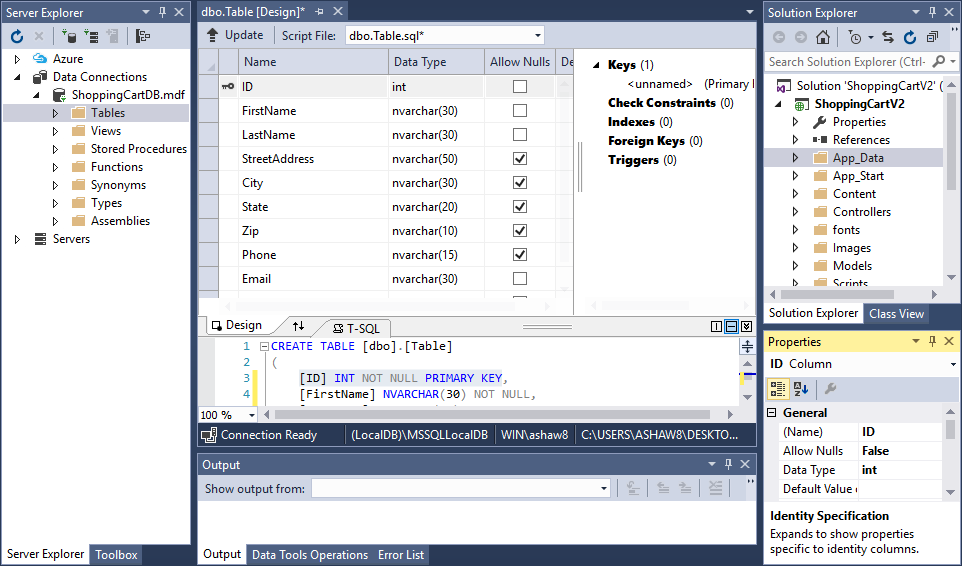 Server Explorer
Azure
Data Connections
ShoppingCartDB.mdf
Tables
Views
Stored Procedures
Functions
Synonyms
Types
Assemblies
Servers
Server Explorer
Toolbox
dbo.Table [Design]*
Update
Script File:
dbo.Table.sql*
Name Data Type Allow Nulls De
ID int
FirstName nvarchar(30)
LastName nvarchar(30)
StreetAddress nvarchar(50)
City nvarchar(30)
State nvarchar(20)
Zip nvarchar(10)
Phone nvarchar(15)
Email nvarchar(30)
Keys (1)
<unnamed> (Primary
Check Constraints (0)
Indexes (0)
Foreign Keys (0)
Triggers (0)
Design
T-SQL
1 CREATE TABLE [dbo].[Table]
2 (
3 [ID] INT NOT NULL PRIMARY KEY,
4 [FirstName] NVARCHAR(30) NOT NULL,
100 %
Connection Ready (LocalDB)\MSSQLLocalDB WIN\ashaw8 C:\USERS\ASHAW8\DESKTO...
Output
Show output from:
Output Data Tools Operations Error List
Solution Explorer
Search Solution Explorer (Ctrl-
Solution 'ShoppingCartV2' (
ShoppingCartV2
Properties
References
App_Data
App_Start
Content
Controllers
fonts
Images
Models
Scripts
Solution Explorer Class View
Properties
ID Column
General
(Name) ID
Allow Nulls False
Data Type int
Default Value
Identity Specification
Expands to show properties
specific to identity columns.